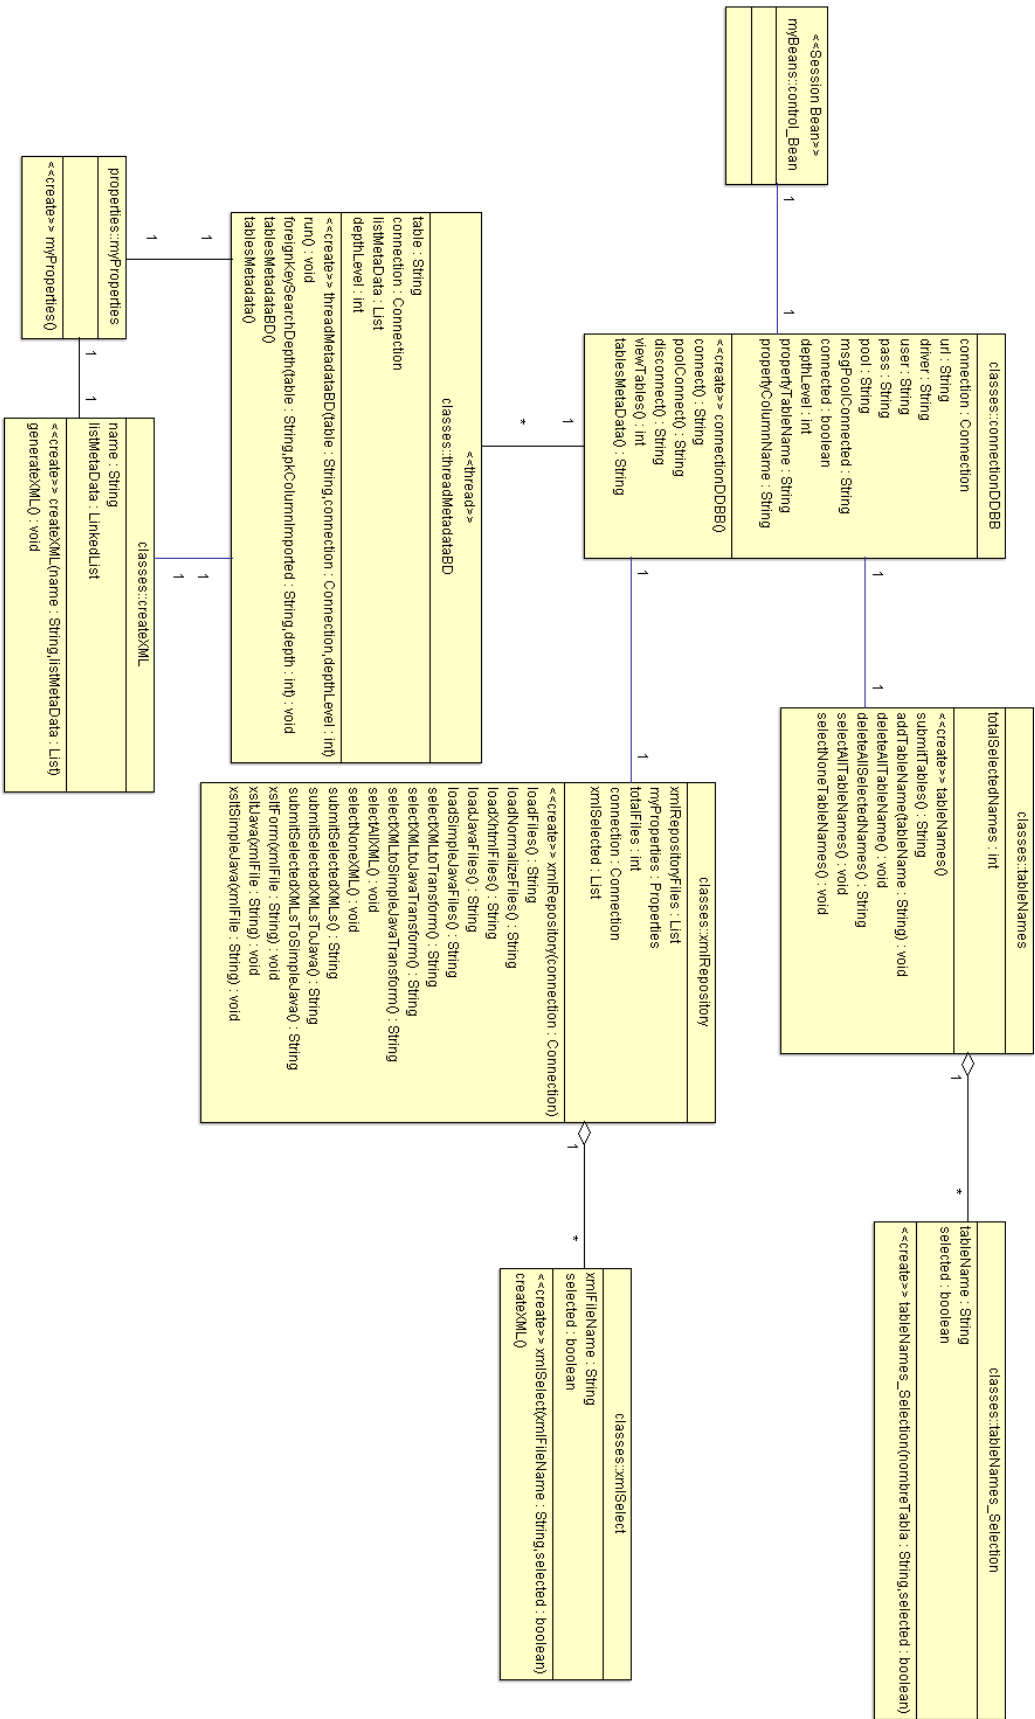 <<Session Bean>>
myBeans::control_Bean
1
1
classes::connectionDDBB
connection : Connection
url : String
driver : String
user : String
pass : String
pool : String
msgPoolConnected : String
connected : boolean
depthLevel : int
propertyTableName : String
propertyColumnName : String
<<create>> connectionDDBB()
connect() : String
poolConnect() : String
disconnect() : String
viewTables() : int
tablesMetaData() : String
1
1
classes::tableNames
totalSelectedNames : int
<<create>> tableNames()
submitTables() : String
addTableName(tableName : String) : void
deleteAllTableName() : void
deleteAllSelectedNames() : String
selectAllTableNames() : void
selectNoneTableNames() : void
1
*
classes::tableNames_Selection
tableName : String
selected : boolean
<<create>> tableNames_Selection(nombreTabla : String,selected : boolean)
1
*
<<thread>>
classes::threadMetadataBD
table : String
connection : Connection
listMetaData : List
depthLevel : int
<<create>> threadMetadataBD(table : String,connection : Connection,depthLevel : int)
run() : void
foreignKeySearchDepth(table : String,pkColumnImported : String,depth : int) : void
tablesMetadataBD()
tablesMetadata()
1
1
classes::xmlRepository
xmlRepositoryFiles : List
myProperties : Properties
totalFiles : int
connection : Connection
xmlSelected : List
<<create>> xmlRepository(connection : Connection)
loadFiles() : String
loadNormalizeFiles() : String
loadXhtmlFiles() : String
loadJavaFiles() : String
loadSimpleJavaFiles() : String
selectXMLtoTransform() : String
selectXMLtoJavaTransform() : String
selectXMLtoSimpleJavaTransform() : String
selectAllXML() : void
selectNoneXML() : void
submitSelectedXMLs() : String
submitSelectedXMLsToJava() : String
submitSelectedXMLsToSimpleJava() : String
xsltForm(xmlFile : String) : void
xsltJava(xmlFile : String) : void
xsltSimpleJava(xmlFile : String) : void
1
*
classes::xmlSelect
xmlFileName : String
selected : boolean
<<create>> xmlSelect(xmlFileName : String,selected : boolean)
createXML()
1
1
properties::myProperties
<<create>> myProperties()
1
1
1
1
classes::createXML
name : String
listMetaData : LinkedList
<<create>> createXML(name : String,listMetaData : List)
generateXML() : void